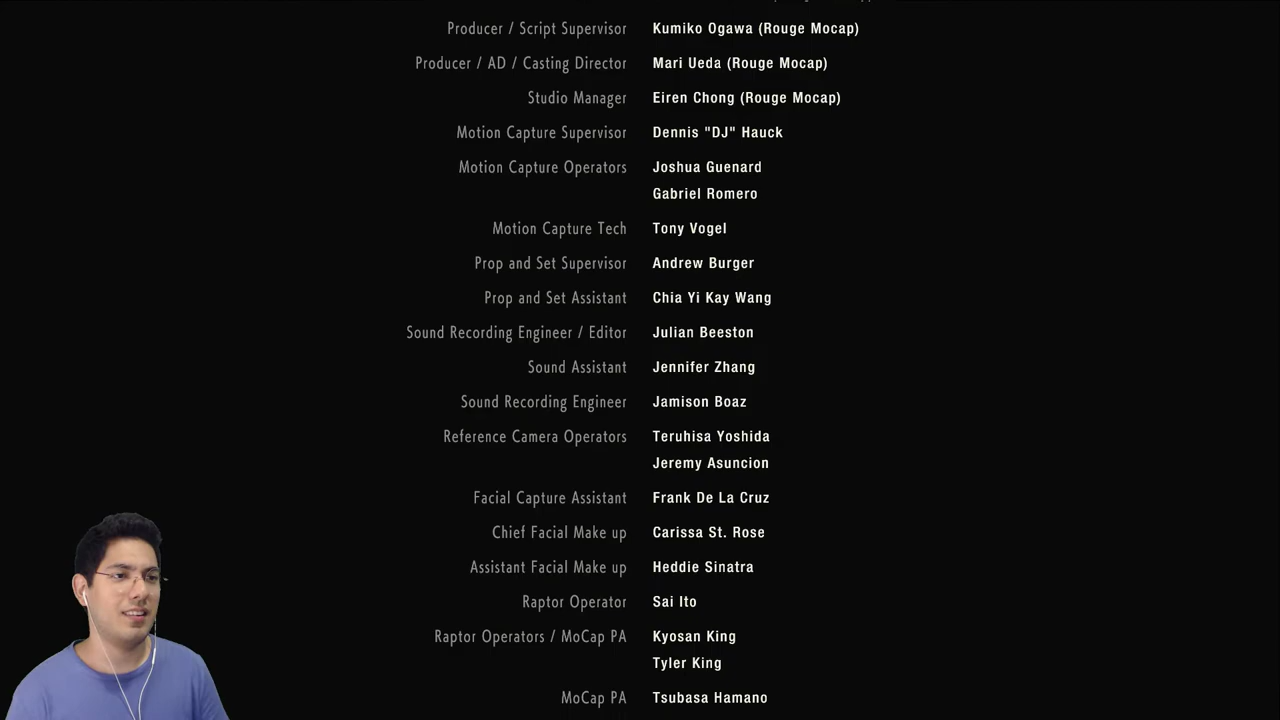 Producer / Script Supervisor Kumiko Ogawa (Rouge Mocap)
Producer / AD / Casting Director Mari Ueda (Rouge Mocap)
Studio Manager Eiren Chong (Rouge Mocap)
Motion Capture Supervisor Dennis "DJ" Hauck
Motion Capture Operators Joshua Guenard
Gabriel Romero
Motion Capture Tech Tony Vogel
Prop and Set Supervisor Andrew Burger
Prop and Set Assistant Chia Yi Kay Wang
Sound Recording Engineer / Editor Julian Beeston
Sound Assistant Jennifer Zhang
Sound Recording Engineer Jamison Boaz
Reference Camera Operators Teruhisa Yoshida
Jeremy Asuncion
Facial Capture Assistant Frank De La Cruz
Chief Facial Make up Carissa St. Rose
Assistant Facial Make up Heddie Sinatra
Raptor Operator Sai Ito
Raptor Operators / MoCap PA Kyosan King
Tyler King
MoCap PA Tsubasa Hamano